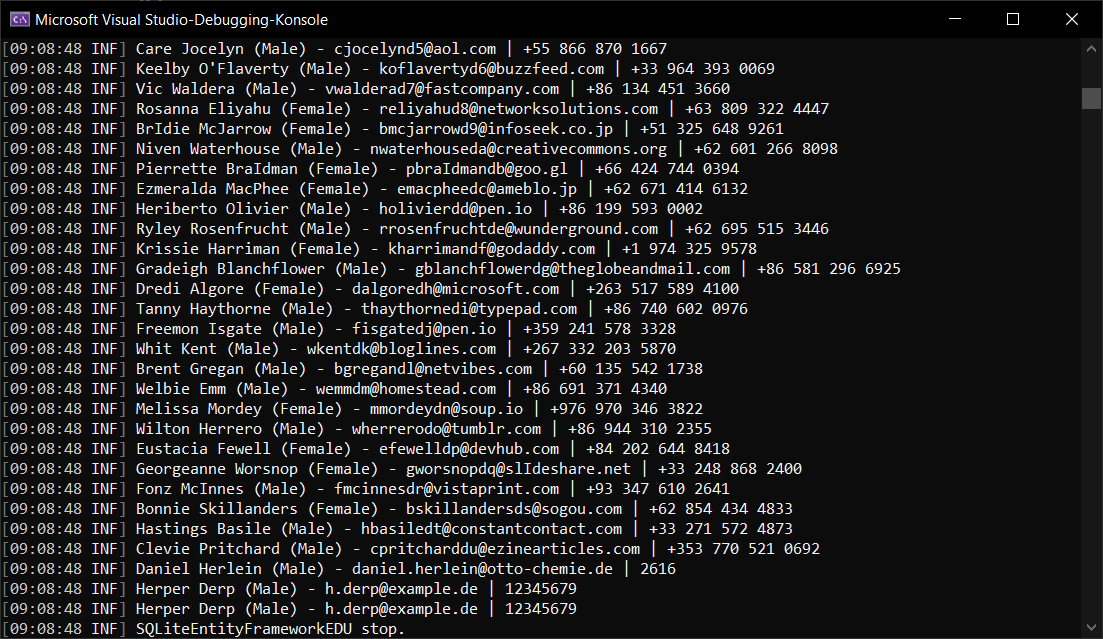 Microsoft Visual Studio-Debugging-Konsole
[09:08:48 INF] Care Jocelyn (Male) - cjocelynd5@aol.com | +55 866 870 1667
[09:08:48 INF] Keelby O'Flaverty (Male) - koflavertyd6@buzzfeed.com | +33 964 393 0069
[09:08:48 INF] Vic Waldera (Male) - vwalderad7@fastcompany.com | +86 134 451 3660
[09:08:48 INF] Rosanna Eliyahu (Female) - reliyahud8@networksolutions.com | +63 809 322 4447
[09:08:48 INF] BrIdie McJarrow (Female) - bmcjarrowd9@infoseek.co.jp | +51 325 648 9261
[09:08:48 INF] Niven Waterhouse (Male) - nwaterhouseda@creativecommons.org | +62 601 266 8098
[09:08:48 INF] Pierrette BraIdman (Female) - pbraIdmandb@goo.gl | +66 424 744 0394
[09:08:48 INF] Ezmeralda MacPhee (Female) - emacpheedc@ameblo.jp | +62 671 414 6132
[09:08:48 INF] Heriberto Olivier (Male) - holivierdd@pen.io | +86 199 593 0002
[09:08:48 INF] Ryley Rosenfrucht (Male) - rrosenfruchtde@wunderground.com | +62 695 515 3446
[09:08:48 INF] Krissie Harriman (Female) - kharrimandf@godaddy.com | +1 974 325 9578
[09:08:48 INF] Gradeigh Blanchflower (Male) - gblanchflowerdg@theglobeandmail.com | +86 581 296 6925
[09:08:48 INF] Dredi Algore (Female) - dalgoredh@microsoft.com | +263 517 589 4100
[09:08:48 INF] Tanny Haythorne (Male) - thaythornedi@typepad.com | +86 740 602 0976
[09:08:48 INF] Freemon Isgate (Male) - fisgatedj@pen.io | +359 241 578 3328
[09:08:48 INF] Whit Kent (Male) - wkentdk@bloglines.com | +267 332 203 5870
[09:08:48 INF] Brent Gregan (Male) - bgregandl@netvibes.com | +60 135 542 1738
[09:08:48 INF] Welbie Emm (Male) - wemmdm@homestead.com | +86 691 371 4340
[09:08:48 INF] Melissa Mordey (Female) - mmordeydn@soup.io | +976 970 346 3822
[09:08:48 INF] Wilton Herrero (Male) - wherrerodo@tumblr.com | +86 944 310 2355
[09:08:48 INF] Eustacia Fewell (Female) - efewelldp@devhub.com | +84 202 644 8418
[09:08:48 INF] Georgeanne Worsnop (Female) - gworsnopdq@slIdeshare.net | +33 248 868 2400
[09:08:48 INF] Fonz McInnes (Male) - fmcinnesdr@vistaprint.com | +93 347 610 2641
[09:08:48 INF] Bonnie Skillanders (Female) - bskillandersds@sogou.com | +62 854 434 4833
[09:08:48 INF] Hastings Basile (Male) - hbasiledt@constantcontact.com | +33 271 572 4873
[09:08:48 INF] Clevie Pritchard (Male) - cpritcharddu@ezinearticles.com | +353 770 521 0692
[09:08:48 INF] Daniel Herlein (Male) - daniel.herlein@otto-chemie.de | 2616
[09:08:48 INF] Herper Derp (Male) - h.derp@example.de | 12345679
[09:08:48 INF] Herper Derp (Male) - h.derp@example.de | 12345679
[09:08:48 INF] SQLiteEntityFrameworkEDU stop.